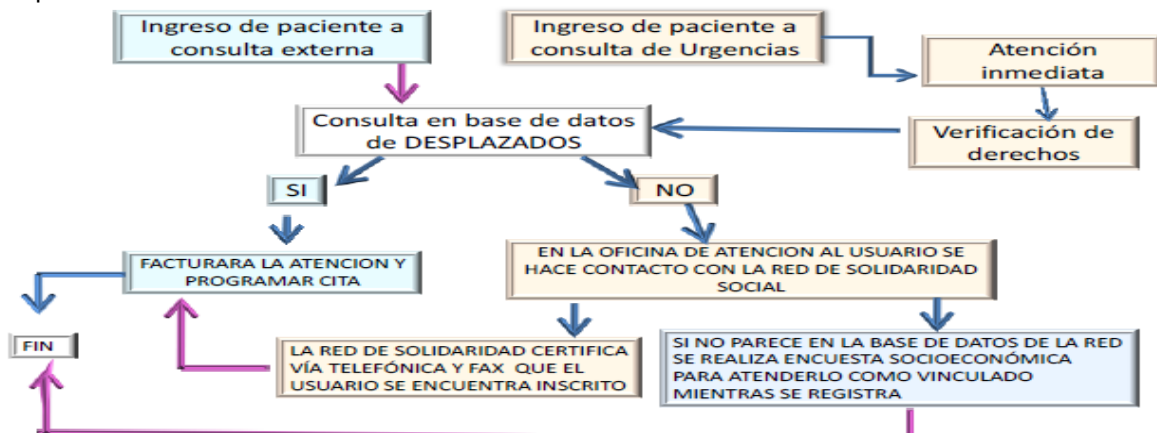 Ingreso de paciente a
consulta externa
Ingreso de paciente a
consulta de Urgencias
Atención
inmediata
Consulta en base de datos
de DESPLAZADOS
Verificación de
derechos
SI
NO
FACTURARA LA ATENCION Y
PROGRAMAR CITA
EN LA OFICINA DE ATENCION AL USUARIO SE
HACE CONTACTO CON LA RED DE SOLIDARIDAD
SOCIAL
FIN
LA RED DE SOLIDARIDAD CERTIFICA
VÍA TELEFÓNICA Y FAX QUE EL
USUARIO SE ENCUENTRA INSCRITO
SI NO PARECE EN LA BASE DE DATOS DE LA RED
SE REALIZA ENCUESTA SOCIOECONÓMICA
PARA ATENDERLO COMO VINCULADO
MIENTRAS SE REGISTRA